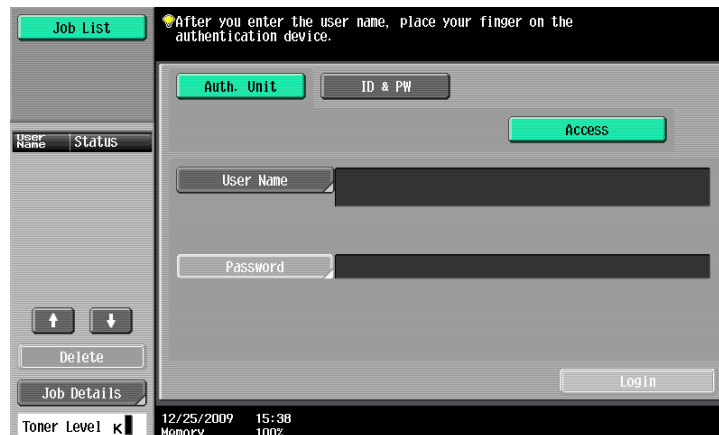 Job List
After you enter the user name, place your finger on the
authentication device.
Auth. Unit
ID & PW
Access
User Name
Status
User Name
Password
Delete
Login
Job Details
Toner Level K
12/25/2009 15:38
Memory 100%